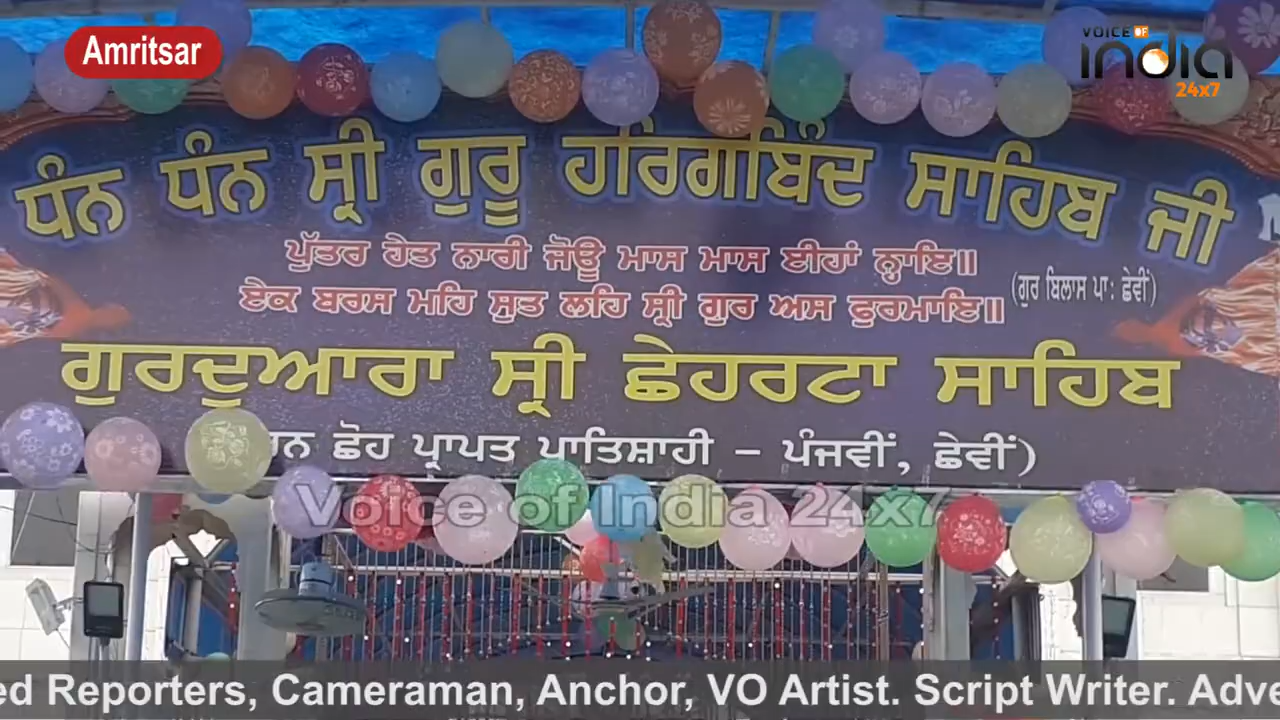 Amritsar
VOICE OF
india
24x7
ਧੰਨ ਧੰਨ ਸ੍ਰੀ ਗੁਰੂ ਹਰਿਗੋਬਿੰਦ ਸਾਹਿਬ ਜੀ
ਪੁੱਤਰ ਹੇਤ ਨਾਰੀ ਜੋਊ ਮਾਸ ਮਾਸ ਈਹਾਂ ਨ੍ਹਾਇ॥
ਏਕ ਬਰਸ ਮਹਿ ਸੁਤ ਲਹਿ ਸ੍ਰੀ ਗੁਰ ਅਸ ਫੁਰਮਾਇ॥
(ਗੁਰ ਬਿਲਾਸ ਪਾ: ਛੇਵੀਂ)
ਗੁਰਦੁਆਰਾ ਸ੍ਰੀ ਛੇਹਰਟਾ ਸਾਹਿਬ
ਛੋਹ ਪ੍ਰਾਪਤ ਪਾਤਿਸ਼ਾਹੀ – ਪੰਜਵੀਂ, ਛੇਵੀਂ)
Voice of India 24x7
ed Reporters, Cameraman, Anchor, VO Artist. Script Writer. Adve